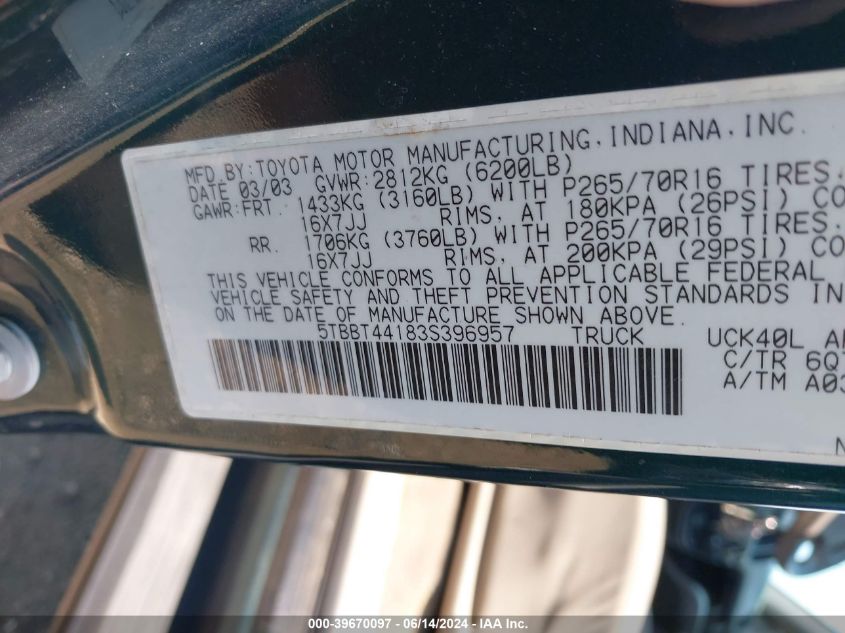 MFD.BY:TOYOTA MOTOR MANUFACTURING,INDIANA,INC.
DATE 03/03 GVWR:2812KG (6200LB)
GAWR:FRT. 1433KG (3160LB) WITH P265/70R16 TIRES.
16X7JJ RIMS, AT 180KPA (26PSI)
RR. 1706KG (3760LB) WITH P265/70R16 TIRES.
16X7JJ RIMS, AT 200KPA (29PSI)
THIS VEHICLE CONFORMS TO ALL APPLICABLE FEDERAL
VEHICLE SAFETY AND THEFT PREVENTION STANDARDS IN
ON THE DATE OF MANUFACTURE SHOWN ABOVE.
5TBBT44183S396957 TRUCK UCK40L
C/TR
A/TM
000-39670097 - 06/14/2024 - IAA Inc.